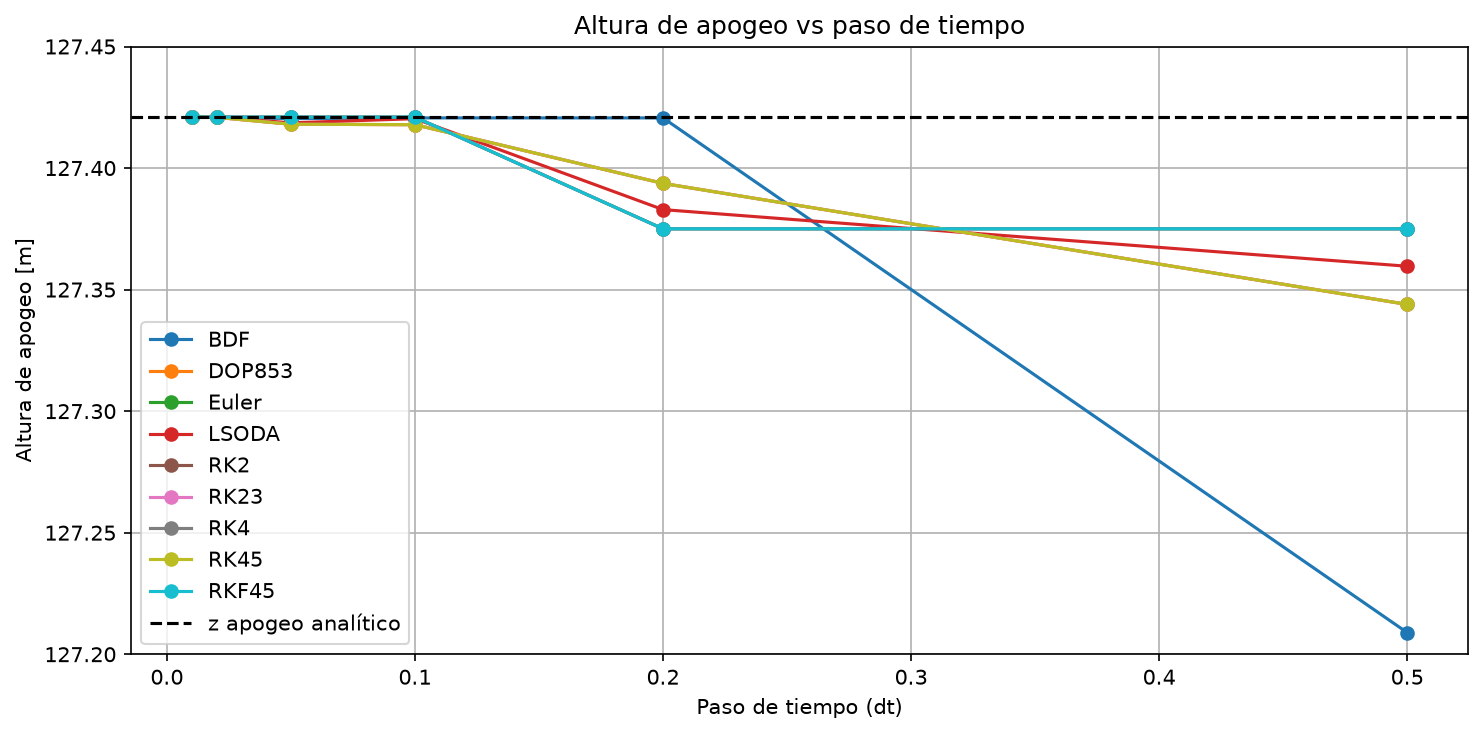 Altura de apogeo vs paso de tiempo
127.45
127.40
127.35
127.30
127.25
127.20
Altura de apogeo [m]
BDF
DOP853
Euler
LSODA
RK2
RK23
RK4
RK45
RKF45
z apogeo analítico
0.0 0.1 0.2 0.3 0.4 0.5
Paso de tiempo (dt)